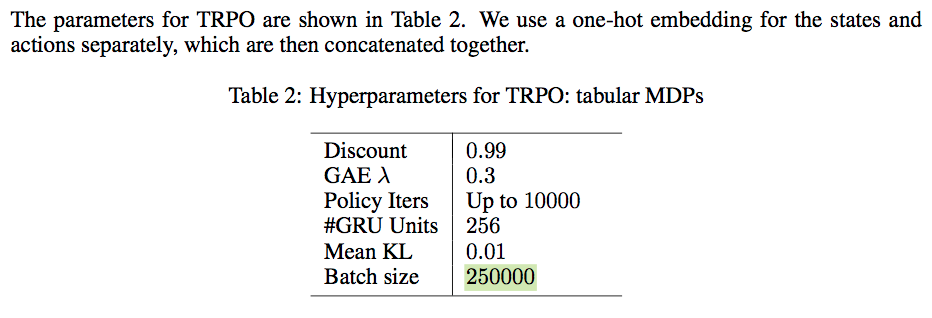 The parameters for TRPO are shown in Table 2. We use a one-hot embedding for the states and
actions separately, which are then concatenated together.
Table 2: Hyperparameters for TRPO: tabular MDPs
Discount 0.99
GAE λ 0.3
Policy Iters Up to 10000
#GRU Units 256
Mean KL 0.01
Batch size 250000